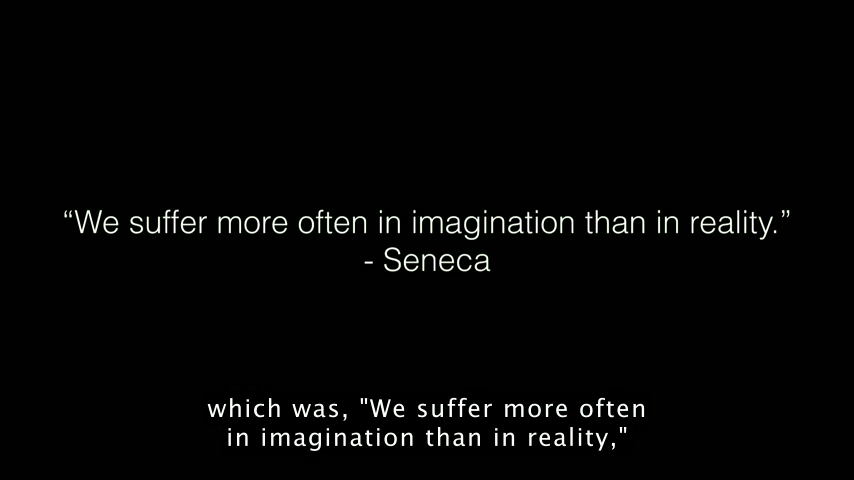 “We suffer more often in imagination than in reality.”
- Seneca
which was, "We suffer more often
in imagination than in reality,"